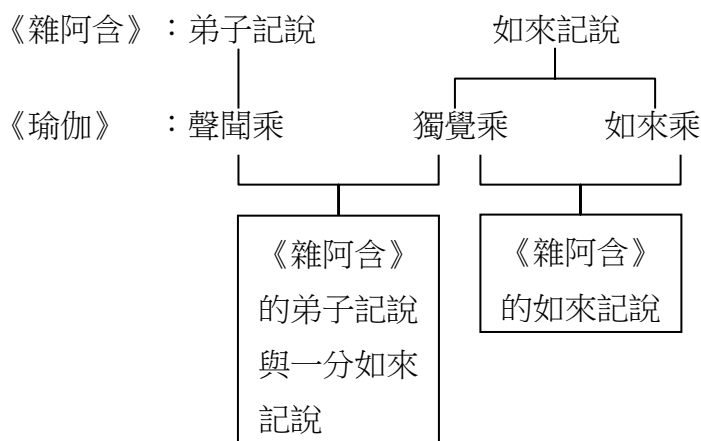 《雜阿含》：弟子記說 如來記說
《瑜伽》 ：聲聞乘 獨覺乘 如來乘
《雜阿含》
的弟子記說
與一分如來
記說
《雜阿含》
的如來記說